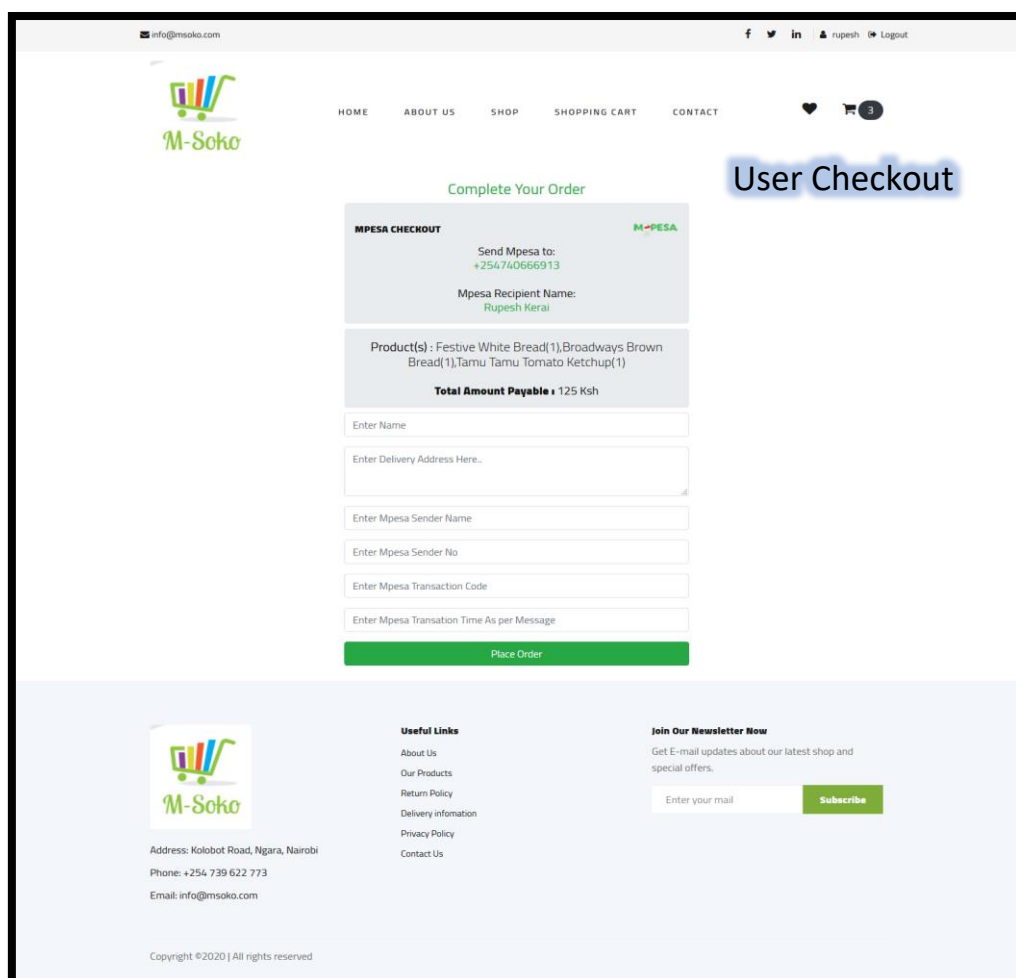 info@msoko.com
rupesh Logout
M-Soko
HOME ABOUT US SHOP SHOPPING CART CONTACT 3
User Checkout
Complete Your Order
MPESA CHECKOUT M-PESA
Send Mpesa to:
+254740666913
Mpesa Recipient Name:
Rupesh Kerai
Product(s) : Festive White Bread(1),Broadways Brown
Bread(1),Tamu Tamu Tomato Ketchup(1)
Total Amount Payable : 125 Ksh
Enter Name
Enter Delivery Address Here..
Enter Mpesa Sender Name
Enter Mpesa Sender No
Enter Mpesa Transaction Code
Enter Mpesa Transation Time As per Message
Place Order
M-Soko
Address: Kolobot Road, Ngara, Nairobi
Phone: +254 739 622 773
Email: info@msoko.com
Useful Links
About Us
Our Products
Return Policy
Delivery infomation
Privacy Policy
Contact Us
Join Our Newsletter Now
Get E-mail updates about our latest shop and
special offers.
Enter your mail Subscribe
Copyright ©2020 | All rights reserved